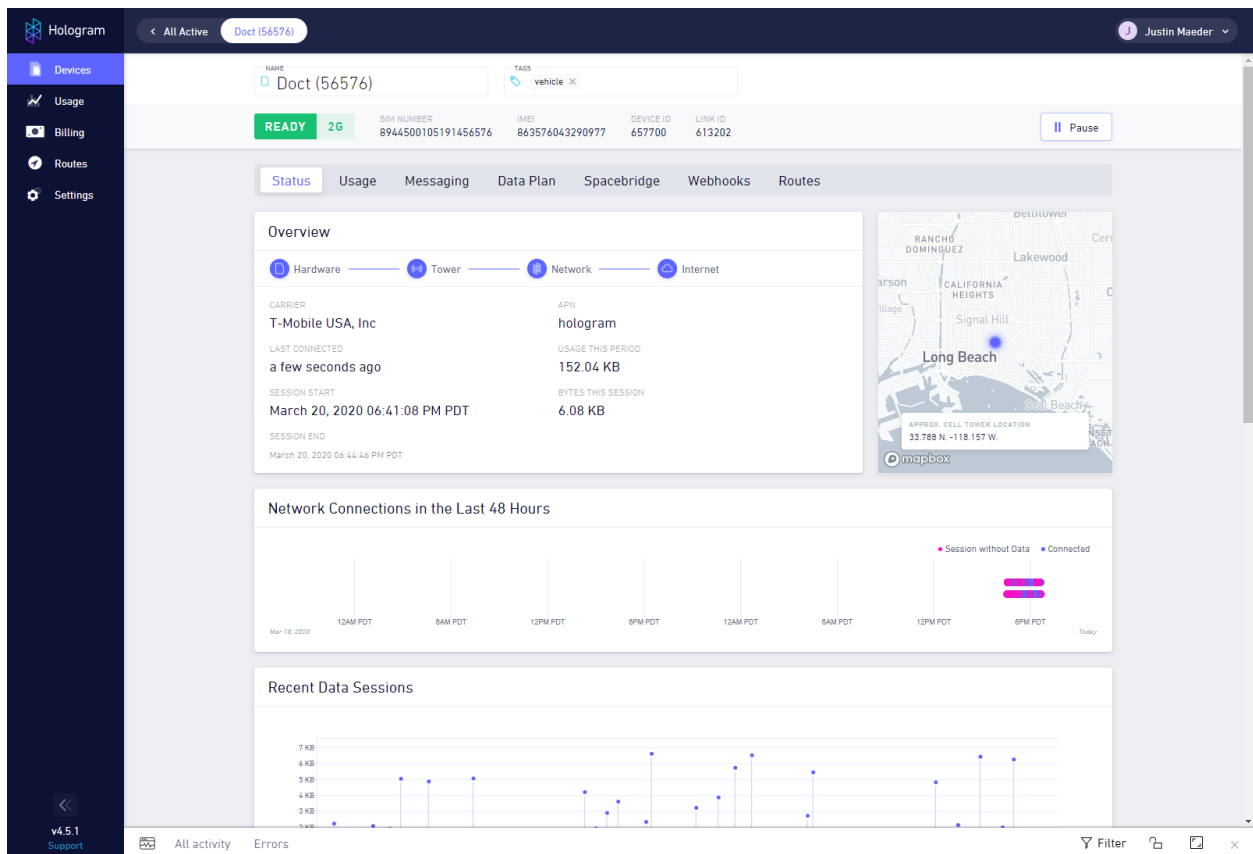 Hologram
All Active
Doct (56576)
J
Justin Maeder
Devices
Usage
Billing
Routes
Settings
v4.5.1
Support
NAME
Doct (56576)
TAGS
vehicle
READY
2G
SIM NUMBER
8944500105191456576
IMEI
863576043290977
DEVICE ID
657700
LINK ID
613202
Pause
Status
Usage
Messaging
Data Plan
Spacebridge
Webhooks
Routes
Overview
Hardware
Tower
Network
Internet
CARRIER
T-Mobile USA, Inc
APN
hologram
LAST CONNECTED
a few seconds ago
USAGE THIS PERIOD
152.04 KB
SESSION START
March 20, 2020 06:41:08 PM PDT
BYTES THIS SESSION
6.08 KB
SESSION END
March 20, 2020 06:44:46 PM PDT
Bellflower
RANCHO
DOMINGUEZ
Cerr
Lakewood
arson
CALIFORNIA
HEIGHTS
Village
Signal Hill
Long Beach
Seal Beach
APPROX. CELL TOWER LOCATION
33.788 N. -118.157 W.
mapbox
Network Connections in the Last 48 Hours
Session without Data
Connected
12AM PDT
6AM PDT
12PM PDT
6PM PDT
12AM PDT
6AM PDT
12PM PDT
6PM PDT
Mar 18, 2020
Today
Recent Data Sessions
7 KB
6 KB
5 KB
4 KB
3 KB
2 KB
All activity
Errors
Filter